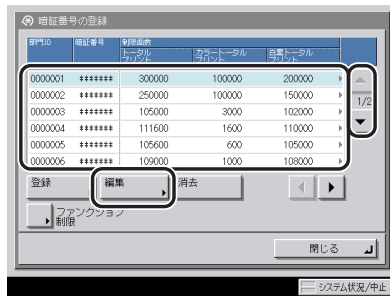 暗証番号の登録
部門ID 暗証番号 制限面数
トータルプリント カラートータルプリント 白黒トータルプリント
0000001 ******* 300000 100000 200000
0000002 ******* 250000 100000 150000
0000003 ******* 105000 3000 102000
0000004 ******* 111600 1600 110000
0000005 ******* 105600 600 105000
0000006 ******* 109000 1000 108000
1/2
登録 編集 消去
ファンクション
制限
閉じる
システム状況/中止